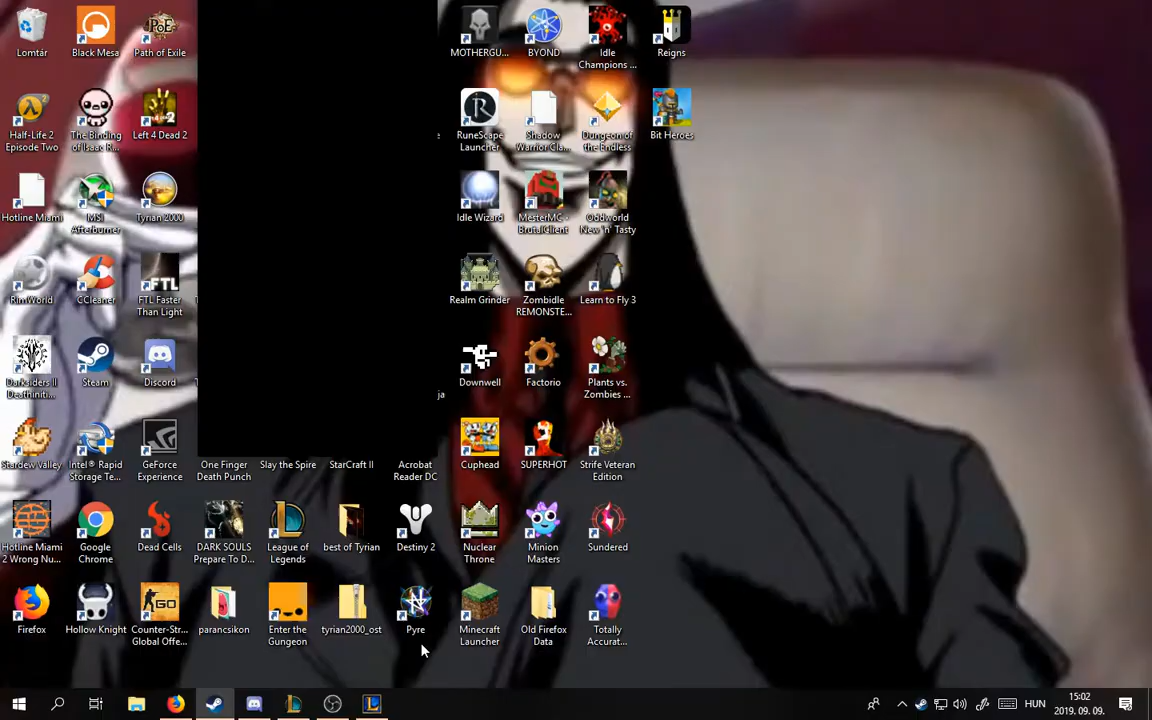 Lomtár
Black Mesa
Path of Exile
MOTHERGU...
BYOND
Idle
Champions ...
Reigns
Half-Life 2
Episode Two
The Binding
of Isaac R...
Left 4 Dead 2
RuneScape
Launcher
Shadow
Warrior Cla...
Dungeon of
the Endless
Bit Heroes
Hotline Miami
MSI
Afterburner
Tyrian 2000
Idle Wizard
MesterMC -
BrutalClient
Oddworld
New 'n' Tasty
RimWorld
CCleaner
FTL Faster
Than Light
Realm Grinder
Zombidle
REMONSTE...
Learn to Fly 3
Darksiders II
Deathiniti...
Steam
Discord
Downwell
Factorio
Plants vs.
Zombies ...
Stardew Valley
Intel® Rapid
Storage Te...
GeForce
Experience
One Finger
Death Punch
Slay the Spire
StarCraft II
Acrobat
Reader DC
Cuphead
SUPERHOT
Strife Veteran
Edition
Hotline Miami
2 Wrong Nu...
Google
Chrome
Dead Cells
DARK SOULS
Prepare To D...
League of
Legends
best of Tyrian
Destiny 2
Nuclear
Throne
Minion
Masters
Sundered
Firefox
Hollow Knight
Counter-Str...
Global Offe...
parancsikon
Enter the
Gungeon
tyrian2000_ost
Pyre
Minecraft
Launcher
Old Firefox
Data
Totally
Accurat...
HUN
15:02
2019. 09. 09.